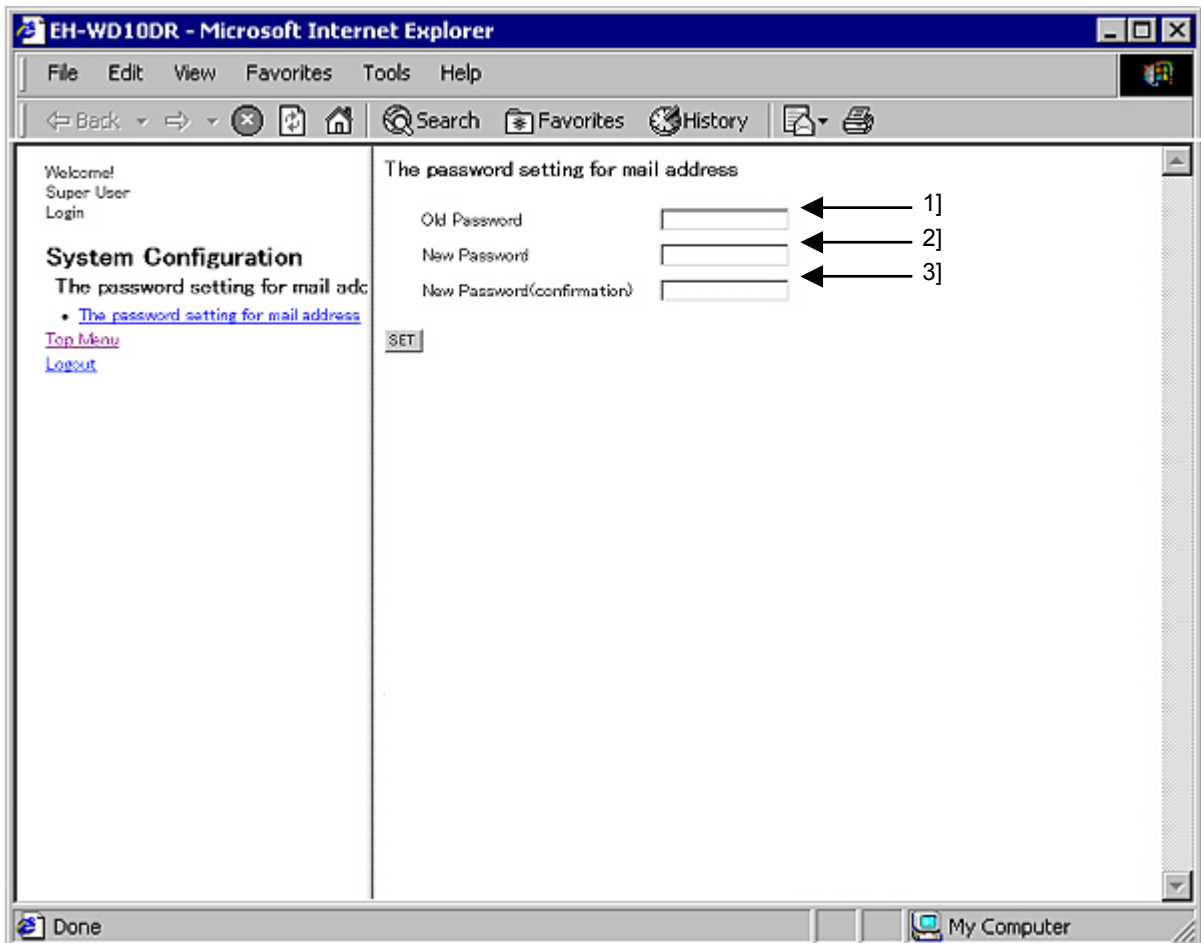 EH-WD10DR - Microsoft Internet Explorer
File Edit View Favorites Tools Help
Back Search Favorites History
Welcome!
Super User
Login
System Configuration
The password setting for mail adc
The password setting for mail address
Top Menu
Logout
The password setting for mail address
Old Password 1]
New Password 2]
New Password(confirmation) 3]
SET
Done My Computer